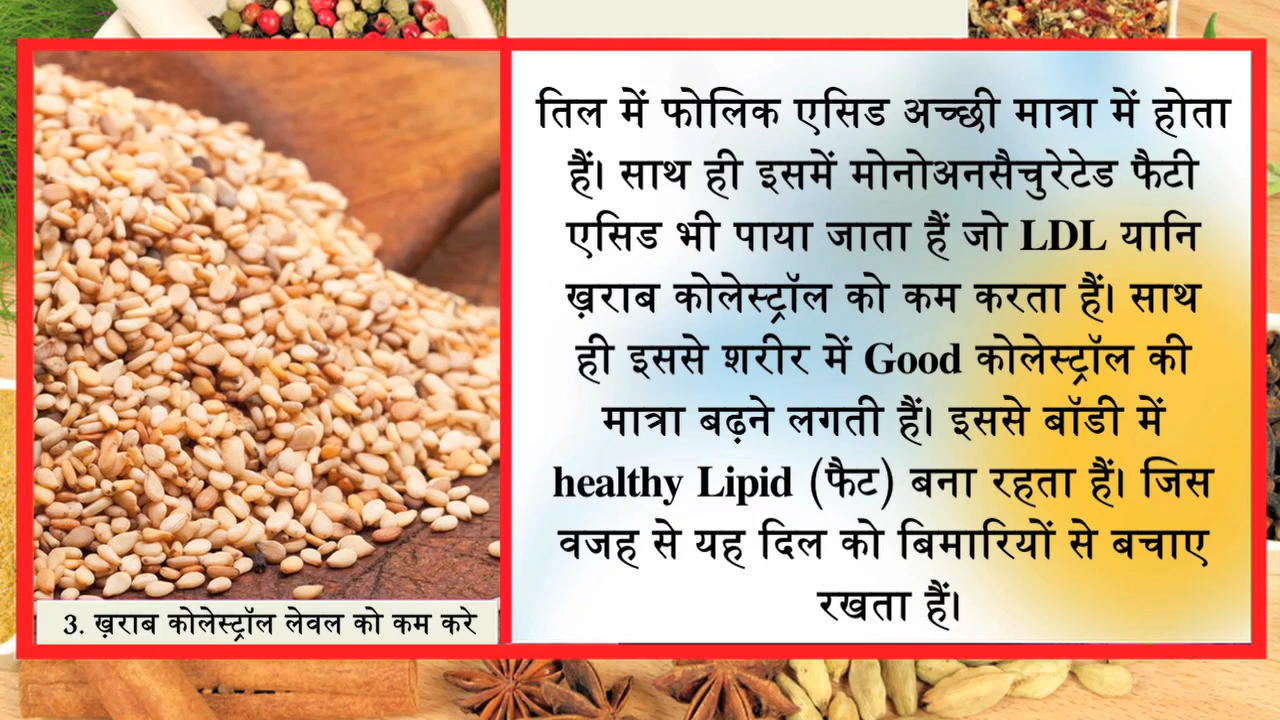 तिल में फोलिक एसिड अच्छी मात्रा में होता
हैं। साथ ही इसमें मोनोअनसैचुरेटेड फैटी
एसिड भी पाया जाता हैं जो LDL यानि
ख़राब कोलेस्ट्रॉल को कम करता हैं। साथ
ही इससे शरीर में Good कोलेस्ट्रॉल की
मात्रा बढ़ने लगती हैं। इससे बॉडी में
healthy Lipid (फैट) बना रहता हैं। जिस
वजह से यह दिल को बिमारियों से बचाए
रखता हैं।
3. ख़राब कोलेस्ट्रॉल लेवल को कम करे